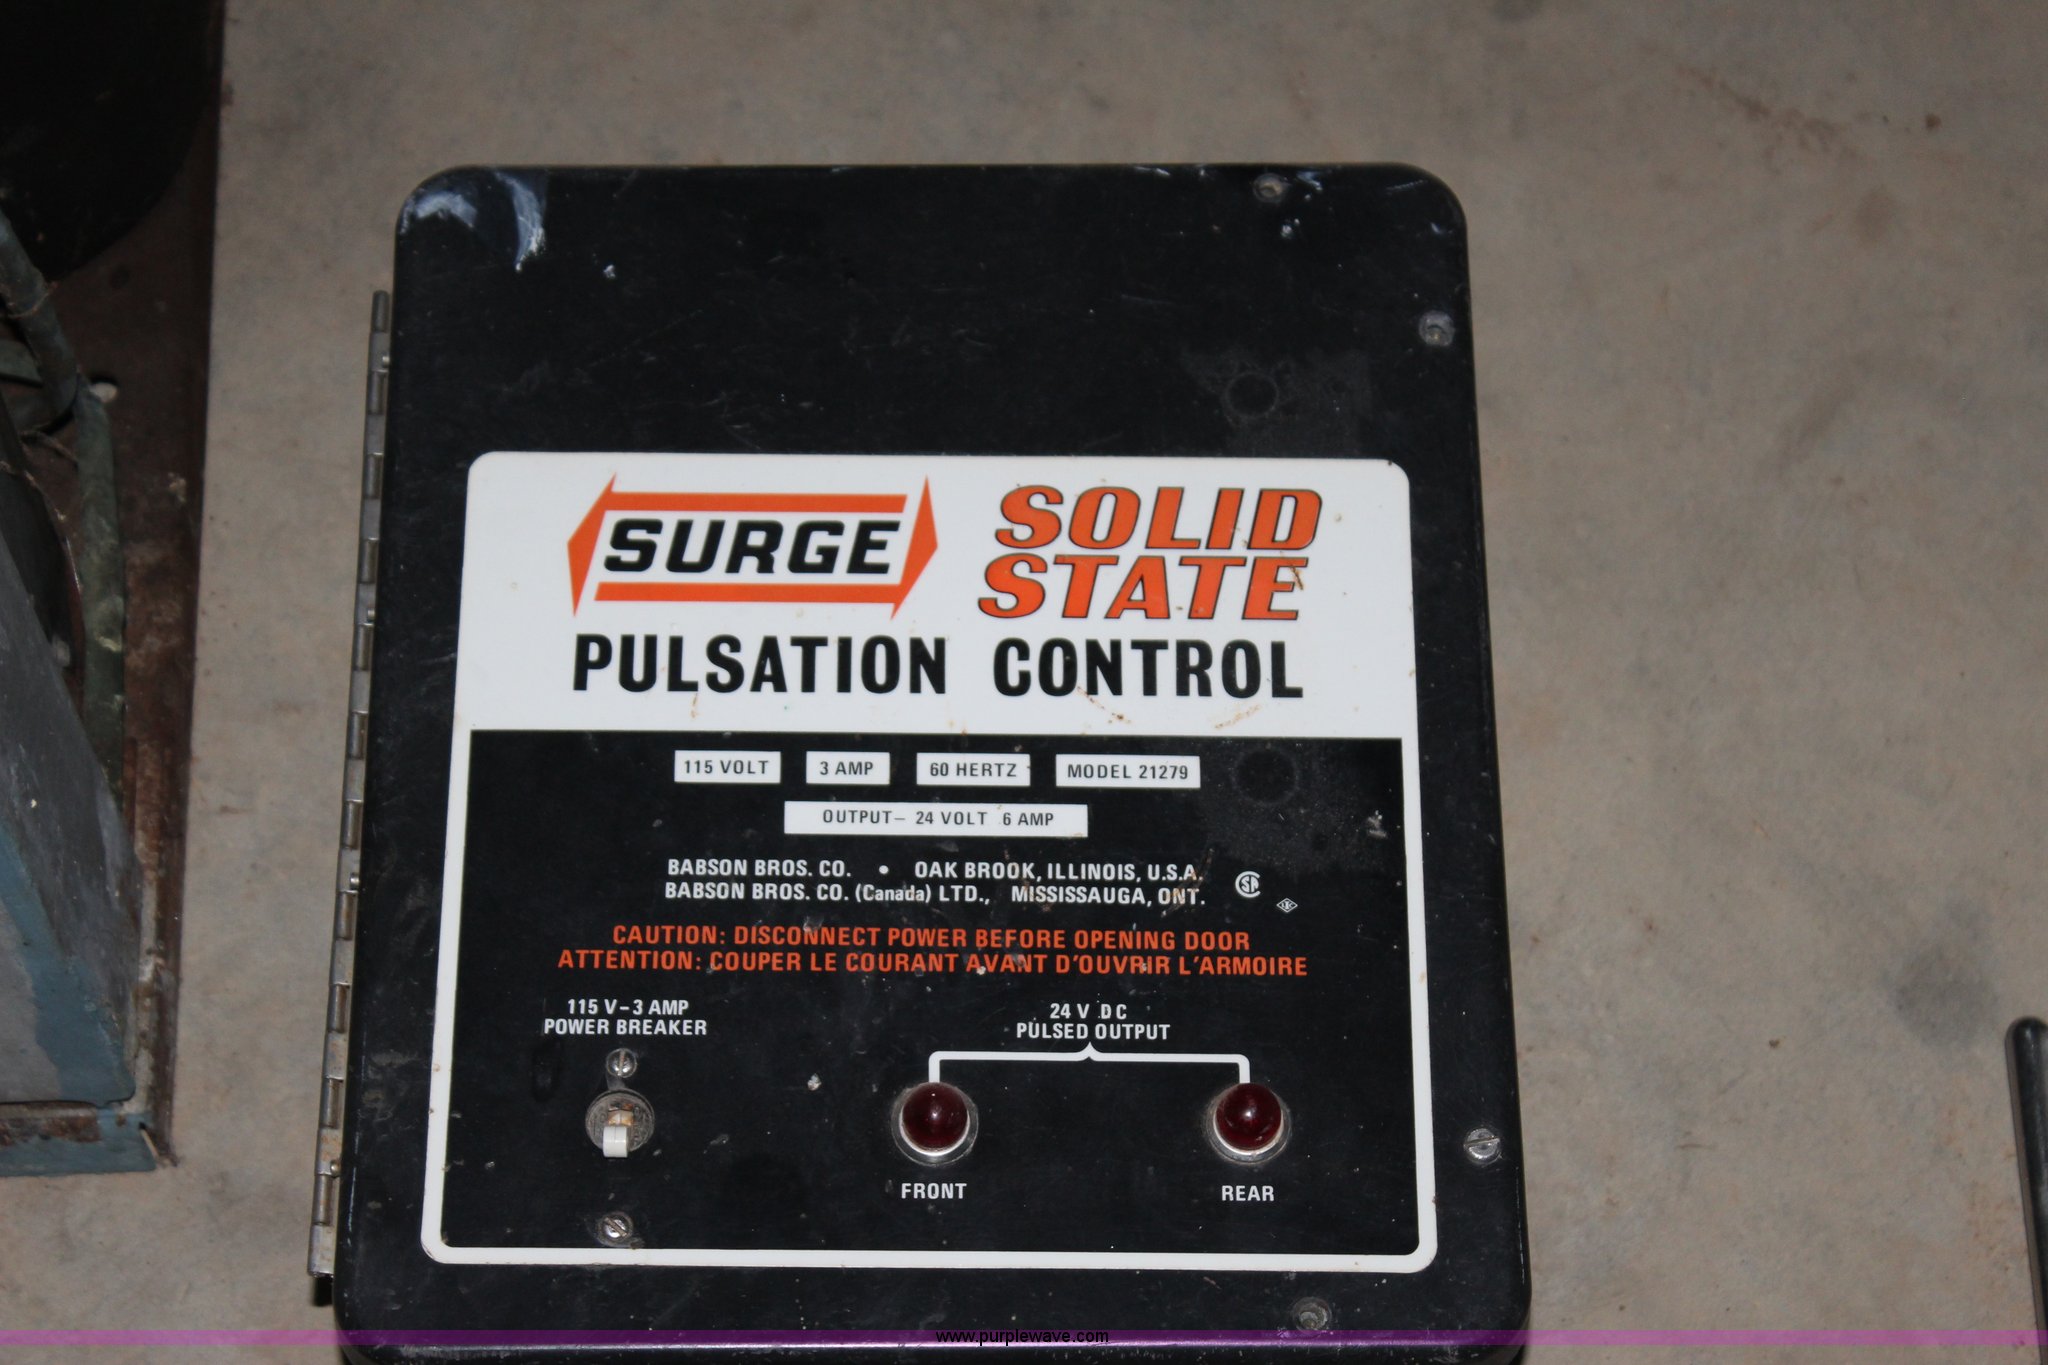 SURGE
SOLID
STATE
PULSATION CONTROL
115 VOLT 3 AMP 60 HERTZ MODEL 21279
OUTPUT- 24 VOLT 6 AMP
BABSON BROS. CO. • OAK BROOK, ILLINOIS, U.S.A.
BABSON BROS. CO. (Canada) LTD., MISSISSAUGA, ONT.
CAUTION: DISCONNECT POWER BEFORE OPENING DOOR
ATTENTION: COUPER LE COURANT AVANT D'OUVRIR L'ARMOIRE
115 V-3 AMP
POWER BREAKER
24 V DC
PULSED OUTPUT
FRONT
REAR
www.purplewave.com